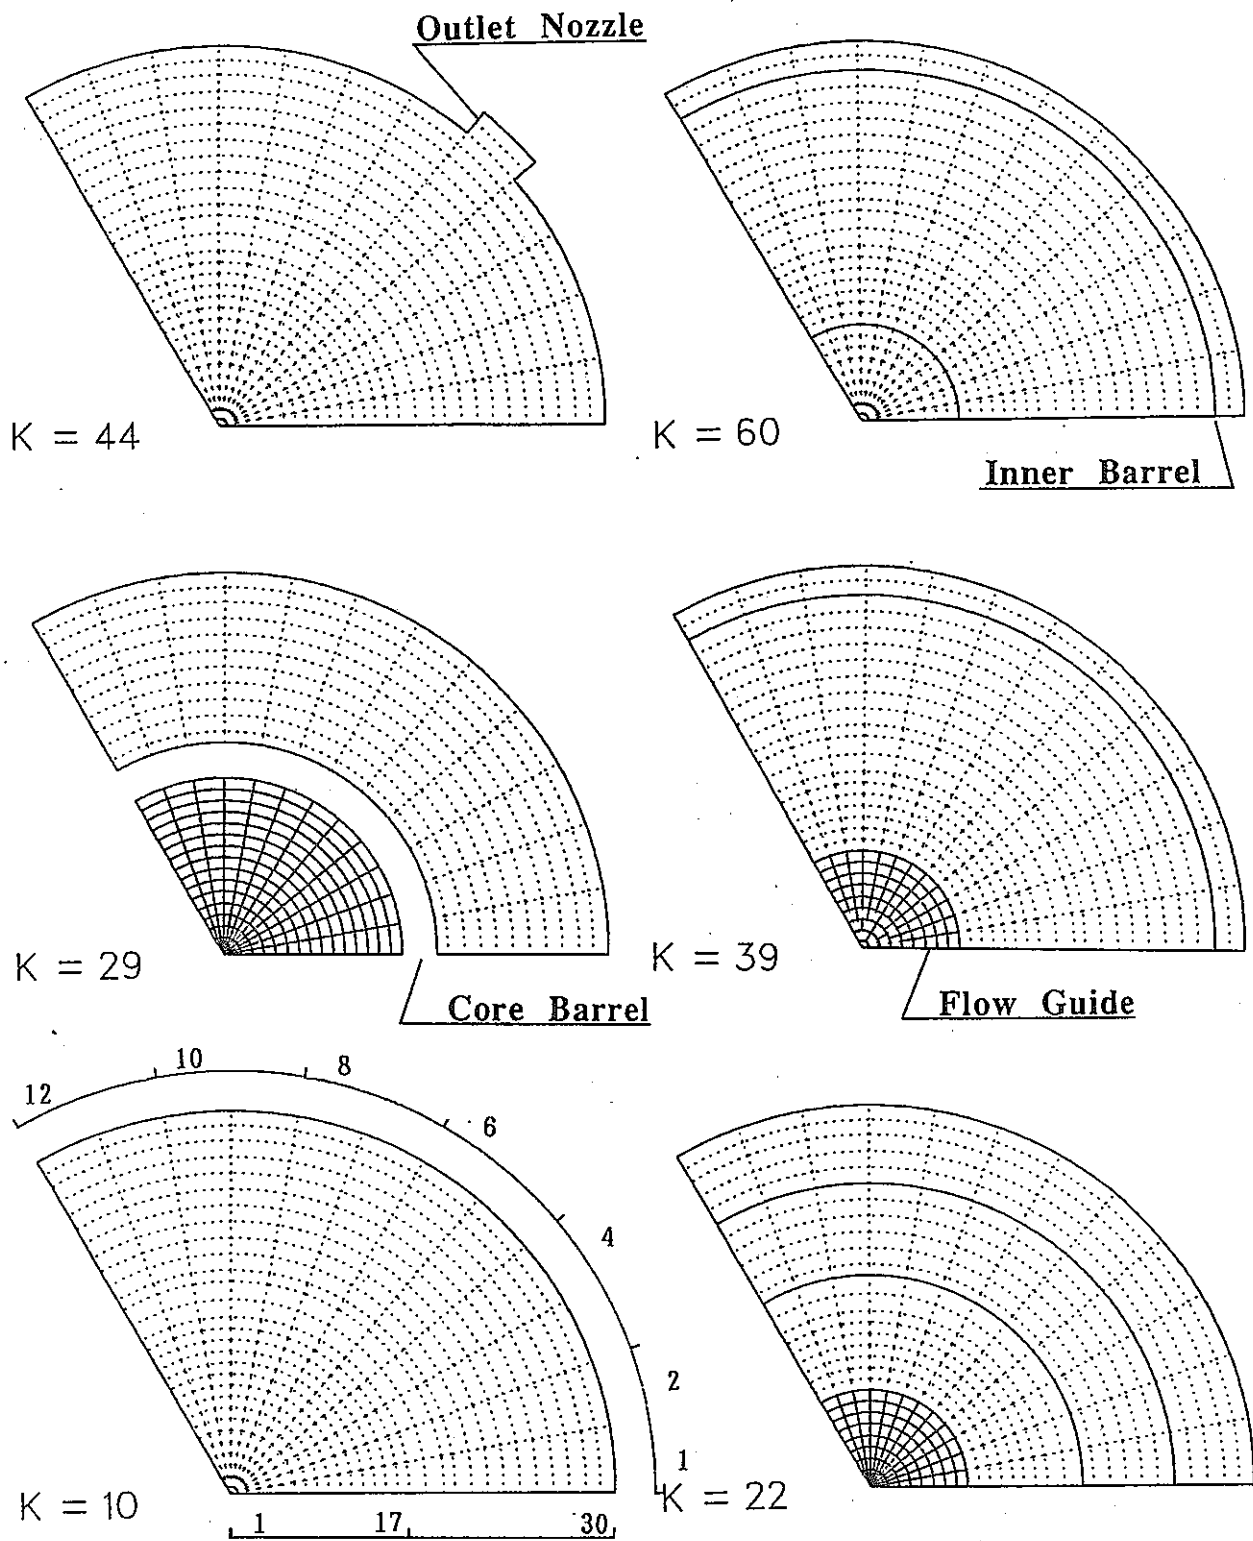 Outlet Nozzle
K = 44
K = 60
Inner Barrel
K = 29
K = 39
Core Barrel
Flow Guide
12
10
8
6
4
2
1
K = 10
K = 22
1
17
30